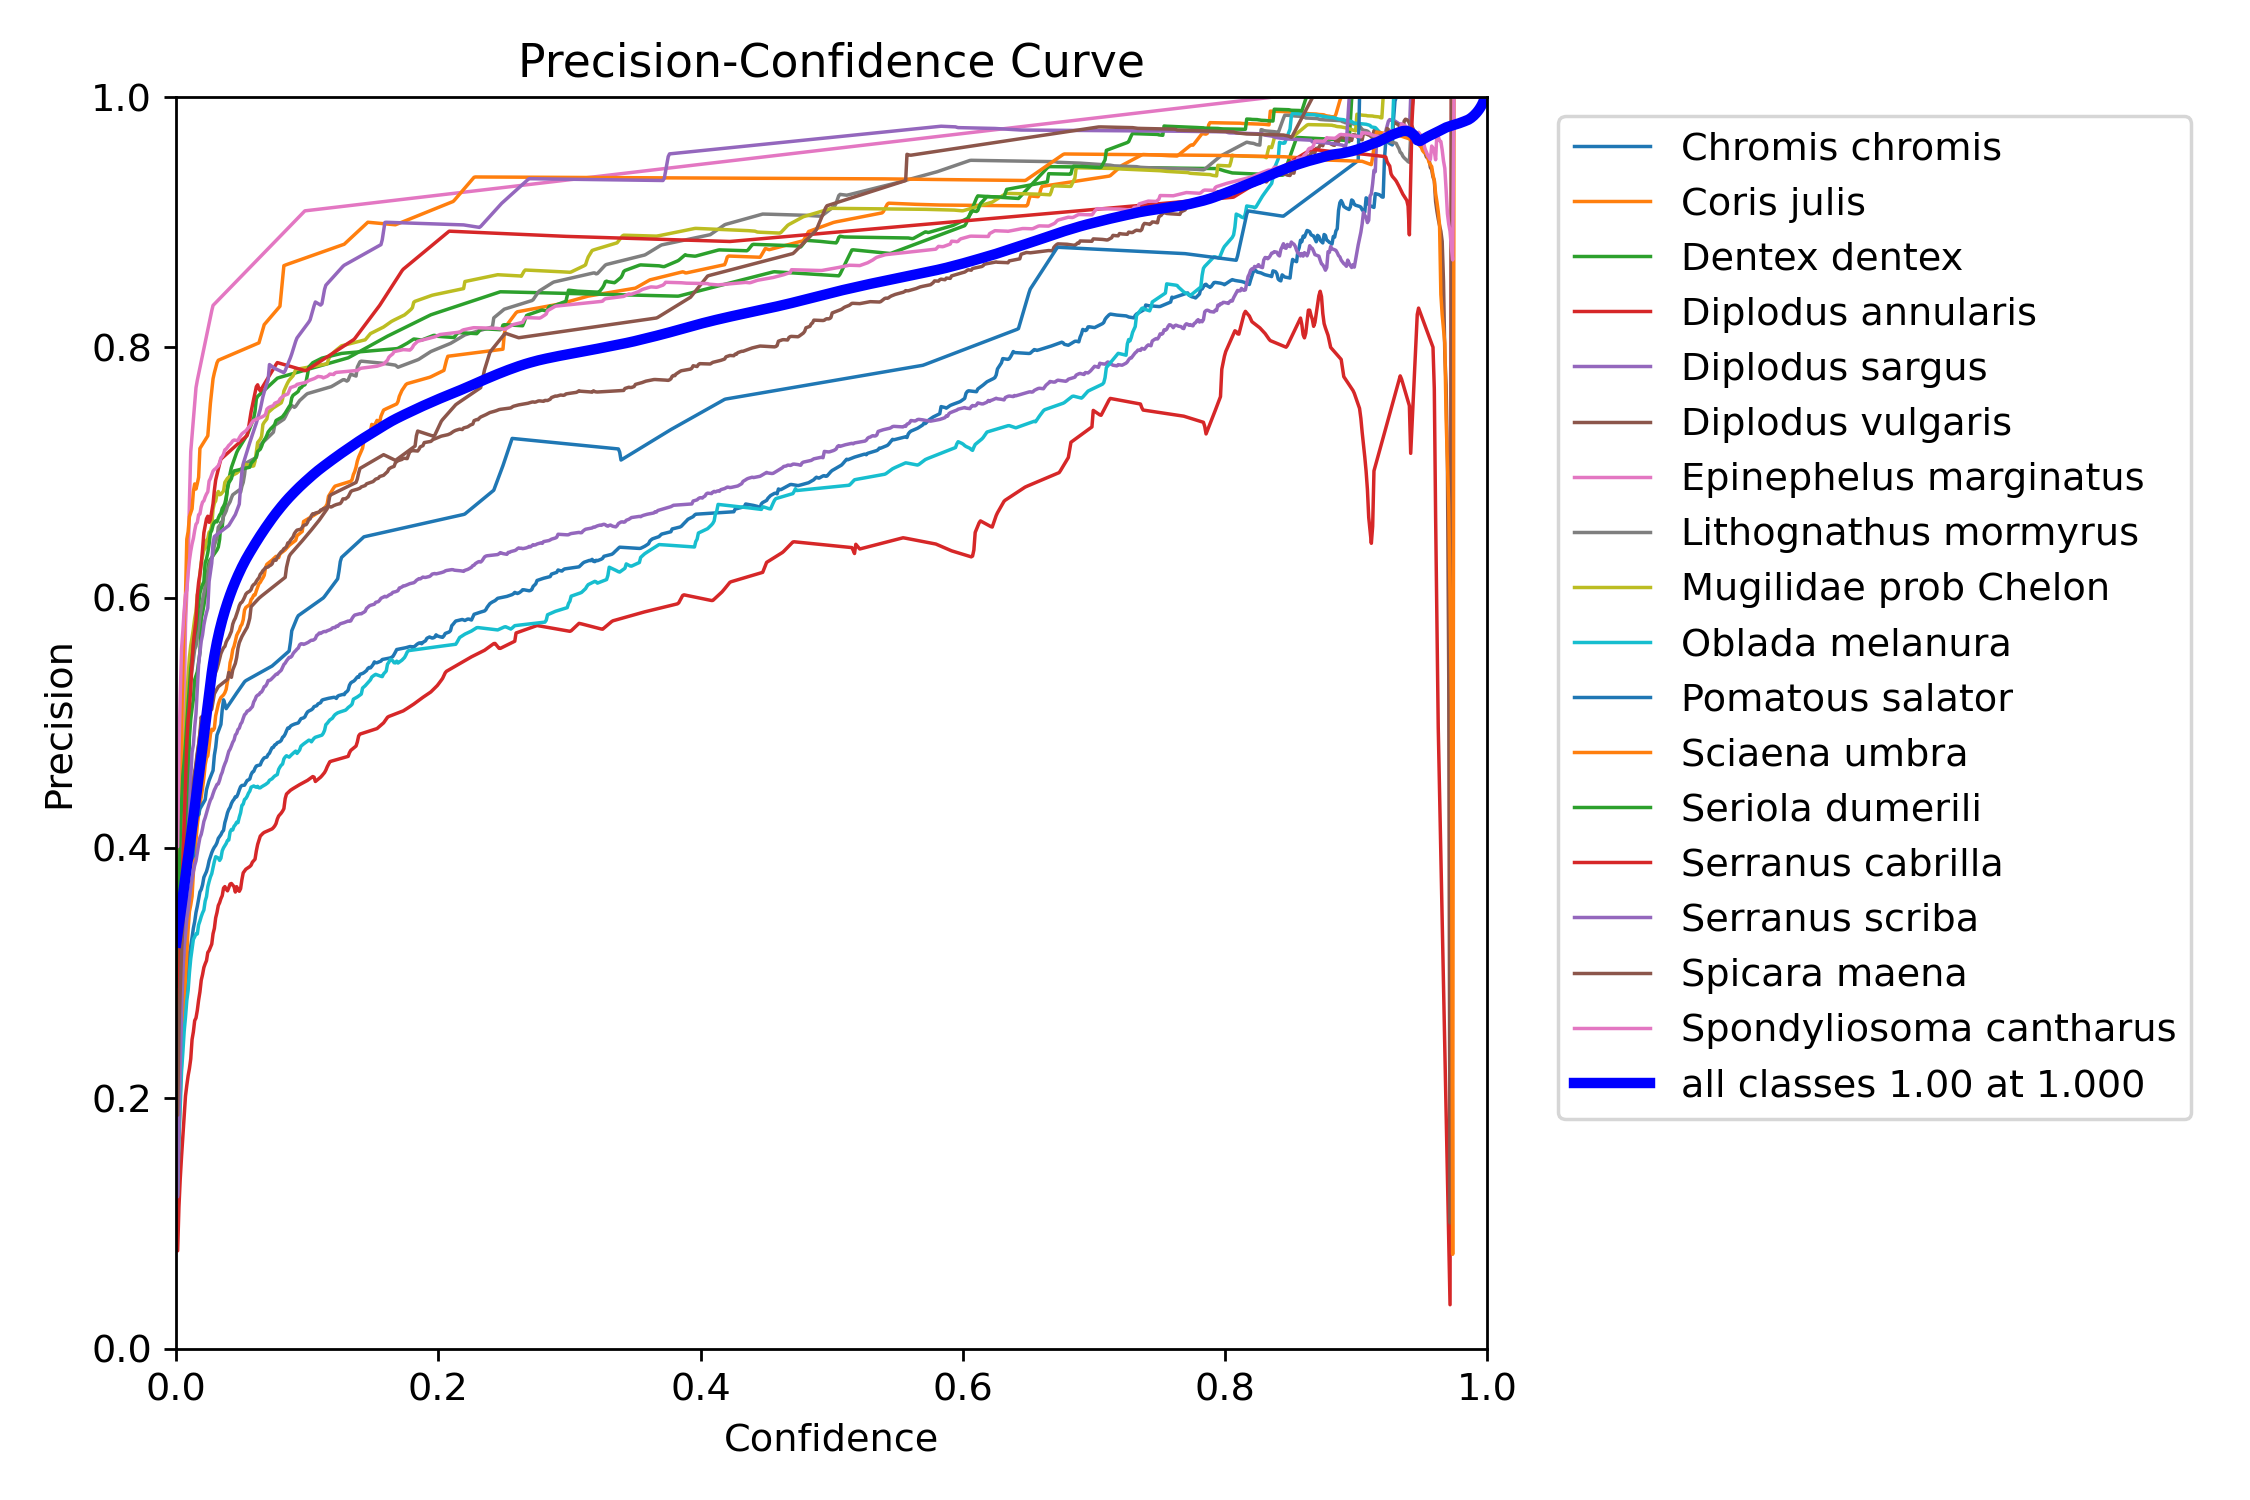 Precision-Confidence Curve
1.0
0.8
0.6
0.4
0.2
0.0
Precision
0.0 0.2 0.4 0.6 0.8 1.0
Confidence
Chromis chromis
Coris julis
Dentex dentex
Diplodus annularis
Diplodus sargus
Diplodus vulgaris
Epinephelus marginatus
Lithognathus mormyrus
Mugilidae prob Chelon
Oblada melanura
Pomatous salator
Sciaena umbra
Seriola dumerili
Serranus cabrilla
Serranus scriba
Spicara maena
Spondyliosoma cantharus
all classes 1.00 at 1.000